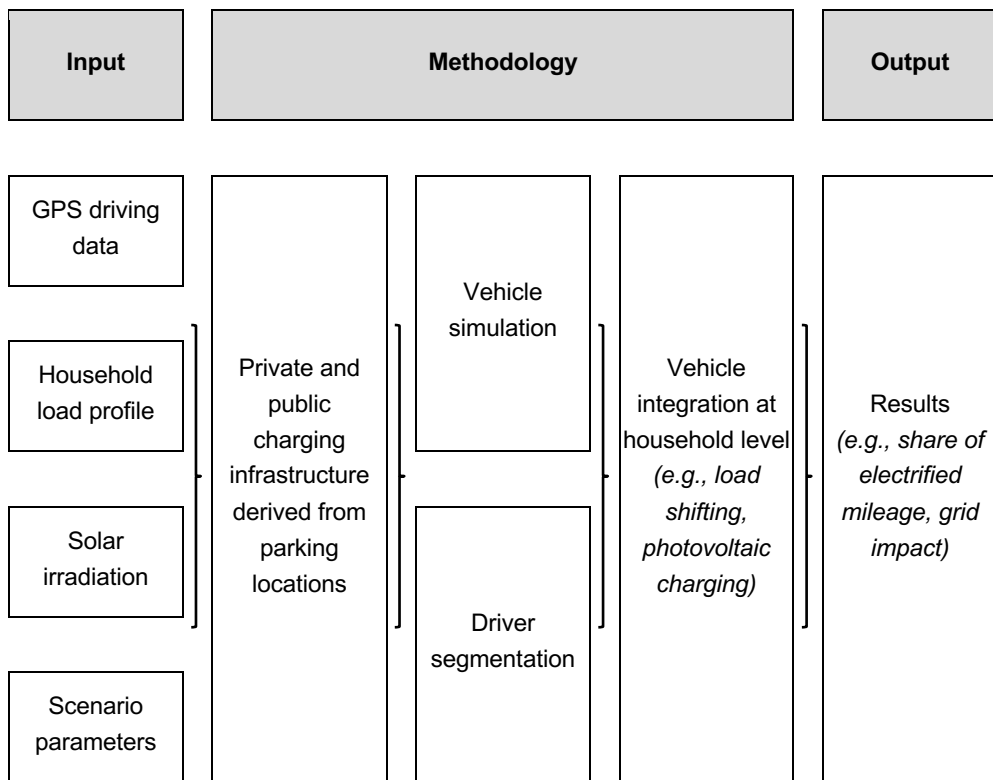 Input
Methodology
Output
GPS driving
data
Household
load profile
Solar
irradiation
Scenario
parameters
Private and
public
charging
infrastructure
derived from
parking
locations
Vehicle
simulation
Driver
segmentation
Vehicle
integration at
household level
(e.g., load
shifting,
photovoltaic
charging)
Results
(e.g., share of
electrified
mileage, grid
impact)